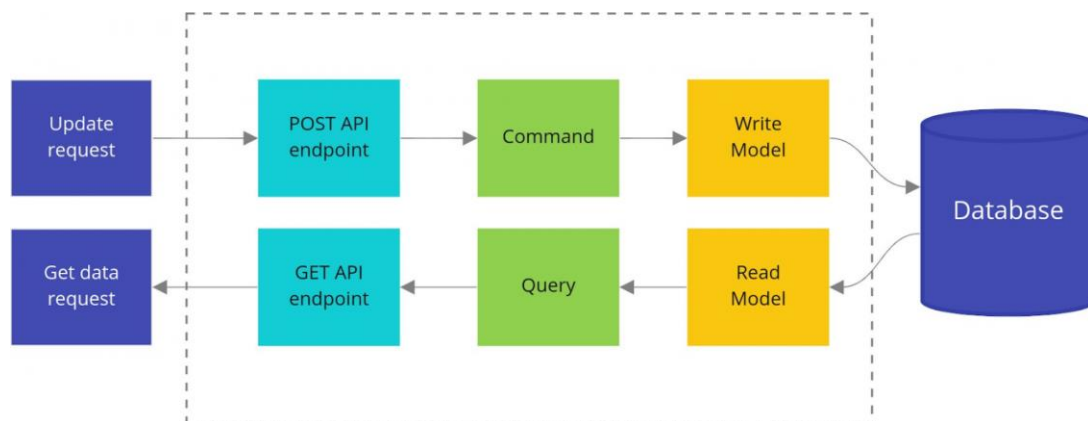 Update
request
POST API
endpoint
Command
Write
Model
Database
Get data
request
GET API
endpoint
Query
Read
Model